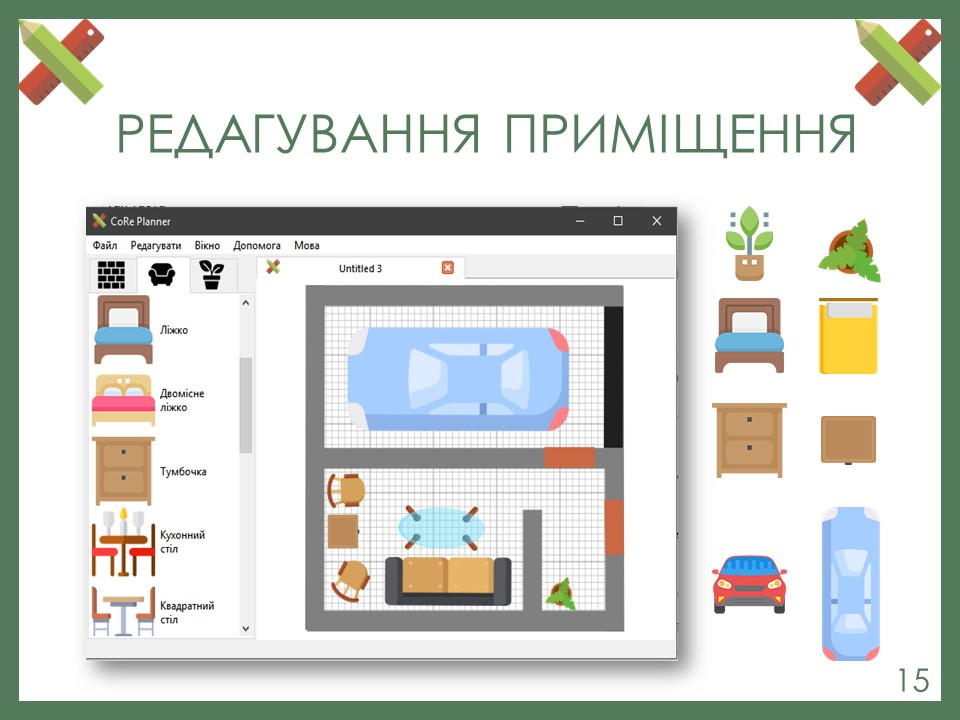 РЕДАГУВАННЯ ПРИМІЩЕННЯ
CoRe Planner
Файл Редагувати Вікно Допомога Мова
Untitled 3
Ліжко
Двомісне
ліжко
Тумбочка
Кухонний
стіл
Квадратний
стіл
15